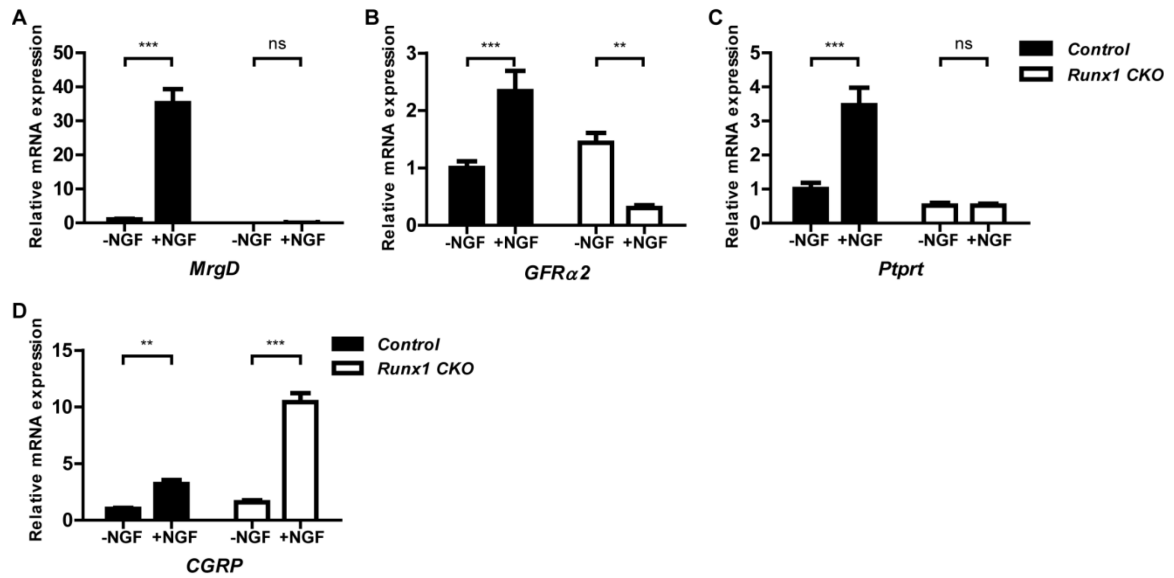 A
Relative mRNA expression
50
40
30
20
10
0
***
ns
-NGF +NGF -NGF +NGF
MrgD
B
Relative mRNA expression
3
2
1
0
***
**
-NGF +NGF -NGF +NGF
GFRα2
C
Relative mRNA expression
5
4
3
2
1
0
***
ns
-NGF +NGF -NGF +NGF
Ptprt
Control
Runx1 CKO
D
Relative mRNA expression
15
10
5
0
**
***
-NGF +NGF -NGF +NGF
CGRP
Control
Runx1 CKO